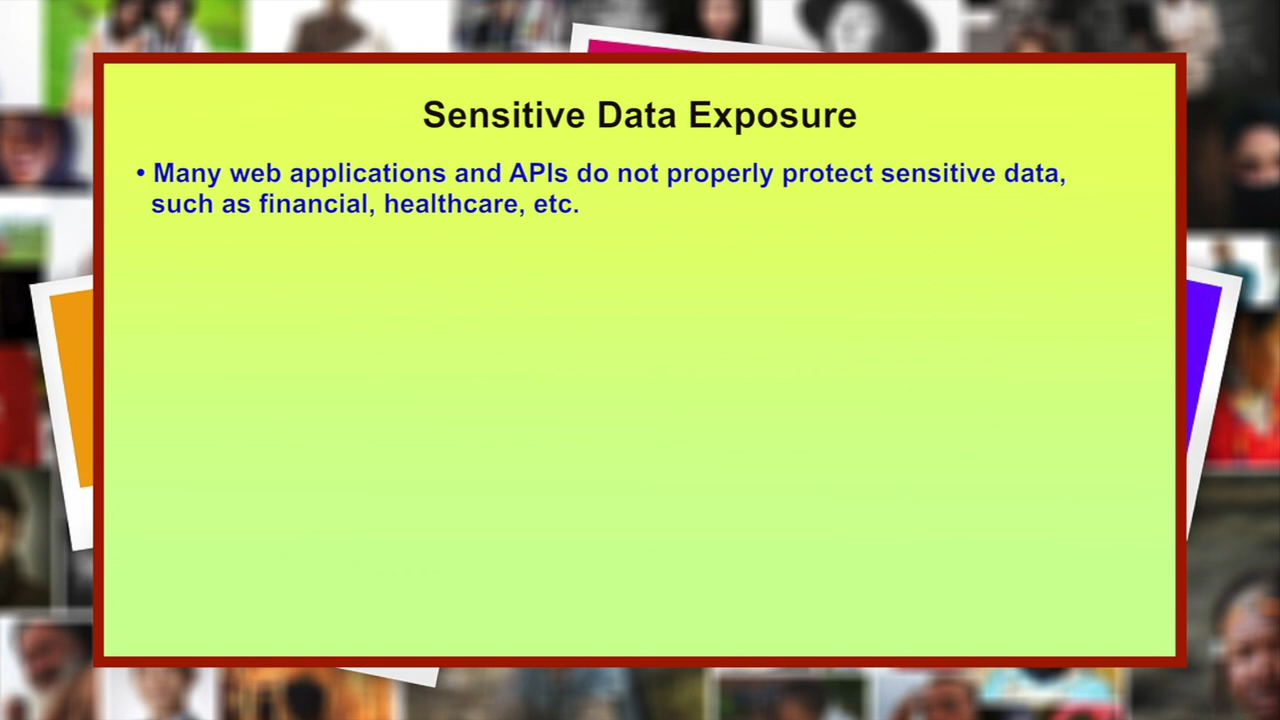 Sensitive Data Exposure
• Many web applications and APIs do not properly protect sensitive data,
such as financial, healthcare, etc.